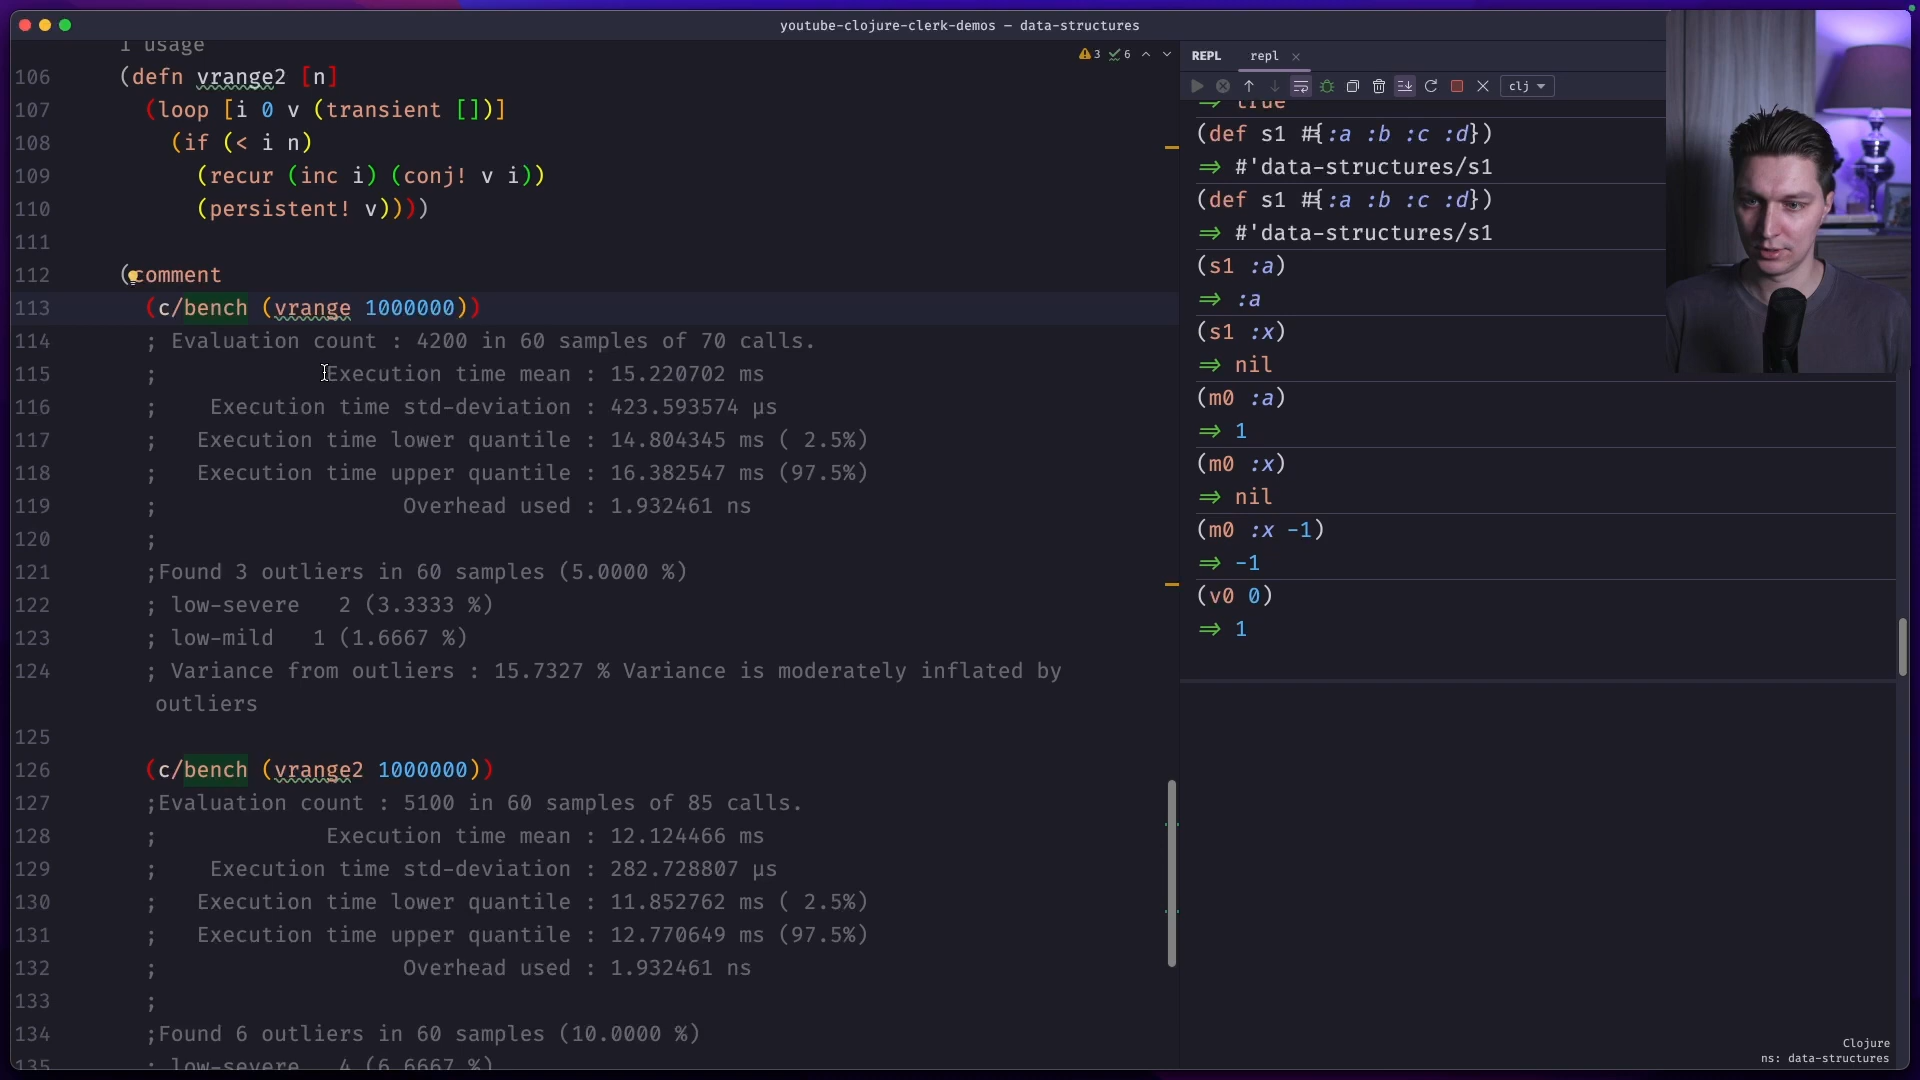 youtube-clojure-clerk-demos – data-structures
1 usage
106 (defn vrange2 [n]
107 (loop [i 0 v (transient [])]
108 (if (< i n)
109 (recur (inc i) (conj! v i))
110 (persistent! v))))
111
112 (comment
113 (c/bench (vrange 1000000))
114 ; Evaluation count : 4200 in 60 samples of 70 calls.
115 ; Execution time mean : 15.220702 ms
116 ; Execution time std-deviation : 423.593574 µs
117 ; Execution time lower quantile : 14.804345 ms ( 2.5%)
118 ; Execution time upper quantile : 16.382547 ms (97.5%)
119 ; Overhead used : 1.932461 ns
120 ;
121 ;Found 3 outliers in 60 samples (5.0000 %)
122 ; low-severe 2 (3.3333 %)
123 ; low-mild 1 (1.6667 %)
124 ; Variance from outliers : 15.7327 % Variance is moderately inflated by
outliers
125
126 (c/bench (vrange2 1000000))
127 ;Evaluation count : 5100 in 60 samples of 85 calls.
128 ; Execution time mean : 12.124466 ms
129 ; Execution time std-deviation : 282.728807 µs
130 ; Execution time lower quantile : 11.852762 ms ( 2.5%)
131 ; Execution time upper quantile : 12.770649 ms (97.5%)
132 ; Overhead used : 1.932461 ns
133 ;
134 ;Found 6 outliers in 60 samples (10.0000 %)
135 ; low-severe 4 (6.6667 %)
3 6
REPL repl
clj
=> true
(def s1 #{:a :b :c :d})
=> #'data-structures/s1
(def s1 #{:a :b :c :d})
=> #'data-structures/s1
(s1 :a)
=> :a
(s1 :x)
=> nil
(m0 :a)
=> 1
(m0 :x)
=> nil
(m0 :x -1)
=> -1
(v0 0)
=> 1
Clojure
ns: data-structures